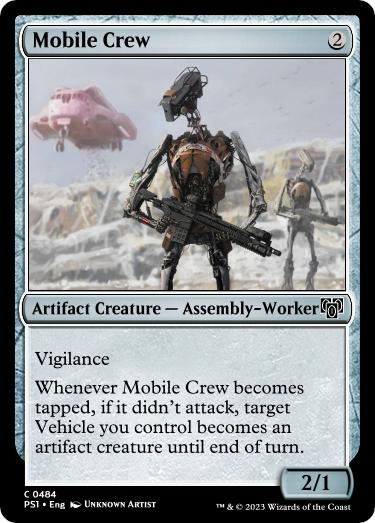 Mobile Crew 2
Artifact Creature — Assembly-Worker
Vigilance
Whenever Mobile Crew becomes
tapped, if it didn't attack, target
Vehicle you control becomes an
artifact creature until end of turn.
2/1
C 0484
PS1 • Eng Unknown Artist
™ & © 2023 Wizards of the Coast